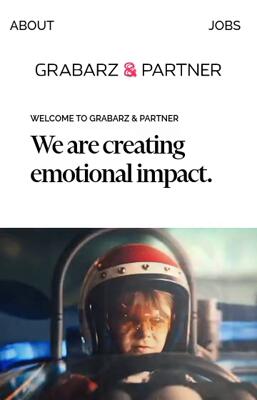 ABOUT
JOBS
GRABARZ & PARTNER
WELCOME TO GRABARZ & PARTNER
We are creating
emotional impact.